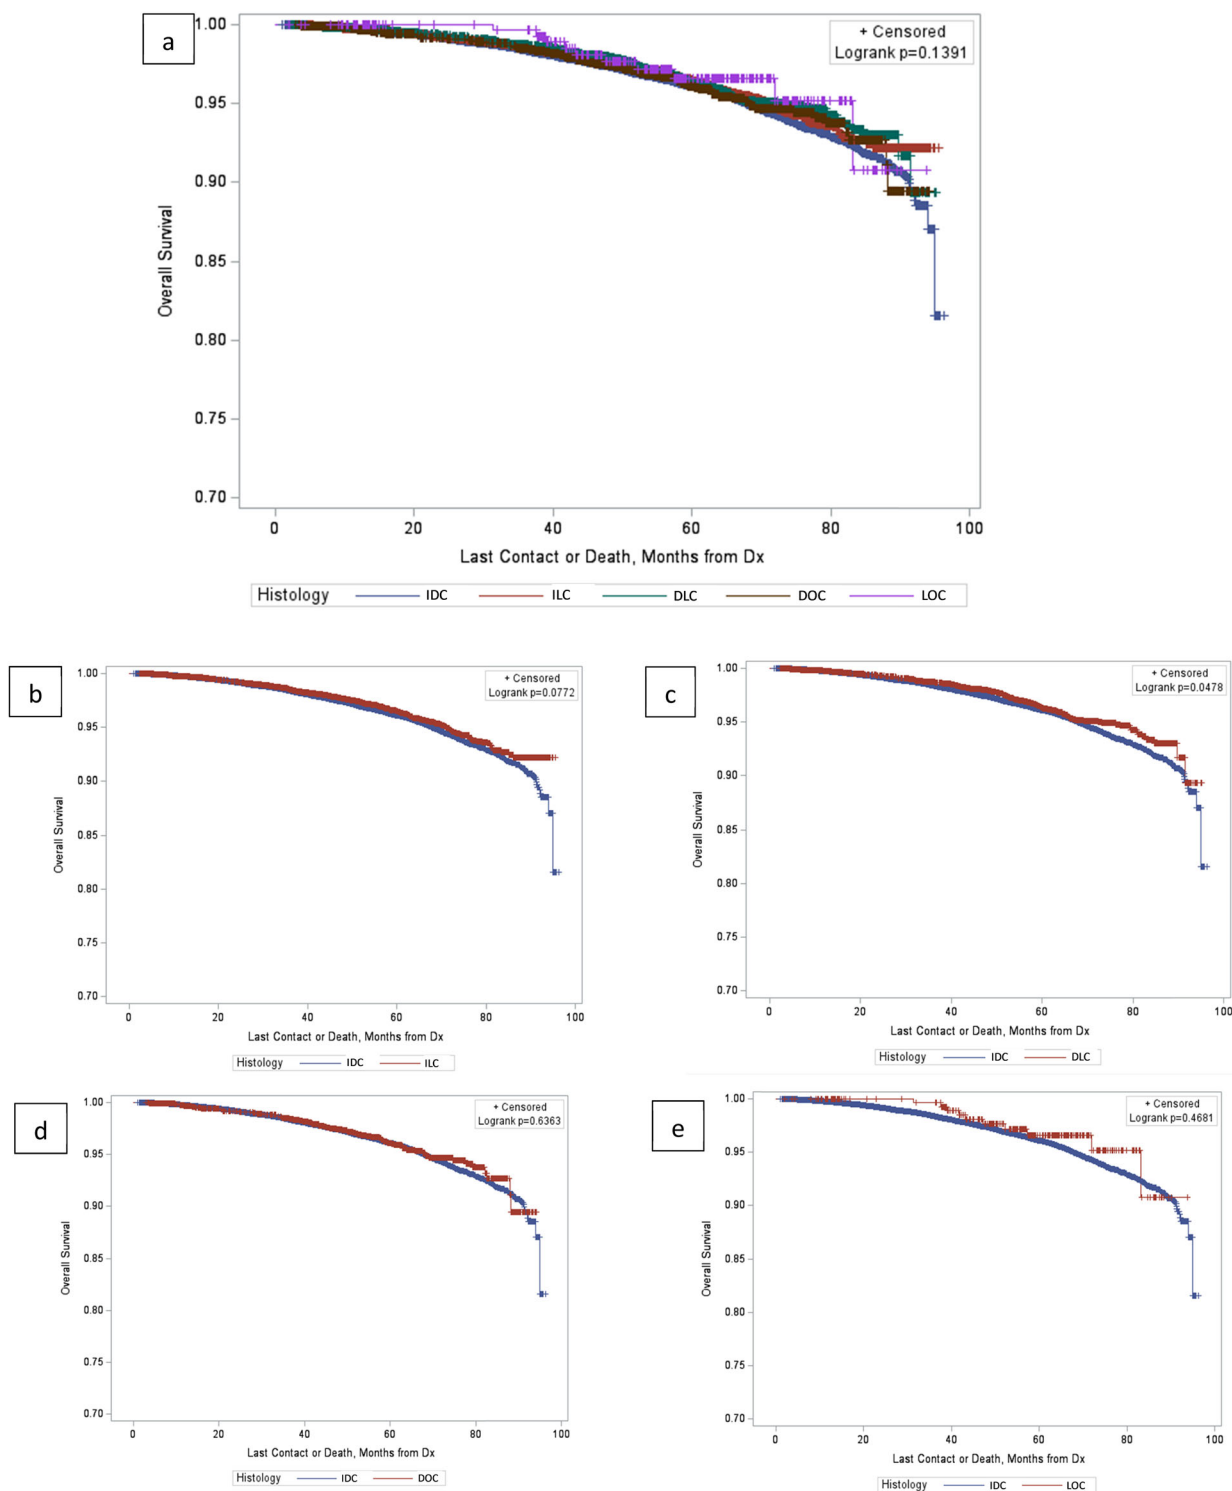 a
1.00
0.95
0.90
0.85
0.80
0.75
0.70
Overall Survival
+ Censored
Logrank p=0.1391
0 20 40 60 80 100
Last Contact or Death, Months from Dx
Histology IDC ILC DLC DOC LOC
b
1.00
0.95
0.90
0.85
0.80
0.75
0.70
Overall Survival
+ Censored
Logrank p=0.0772
0 20 40 60 80 100
Last Contact or Death, Months from Dx
Histology IDC ILC
c
1.00
0.95
0.90
0.85
0.80
0.75
0.70
Overall Survival
+ Censored
Logrank p=0.0478
0 20 40 60 80 100
Last Contact or Death, Months from Dx
Histology IDC DLC
d
1.00
0.95
0.90
0.85
0.80
0.75
0.70
Overall Survival
+ Censored
Logrank p=0.6363
0 20 40 60 80 100
Last Contact or Death, Months from Dx
Histology IDC DOC
e
1.00
0.95
0.90
0.85
0.80
0.75
0.70
Overall Survival
+ Censored
Logrank p=0.4681
0 20 40 60 80 100
Last Contact or Death, Months from Dx
Histology IDC LOC